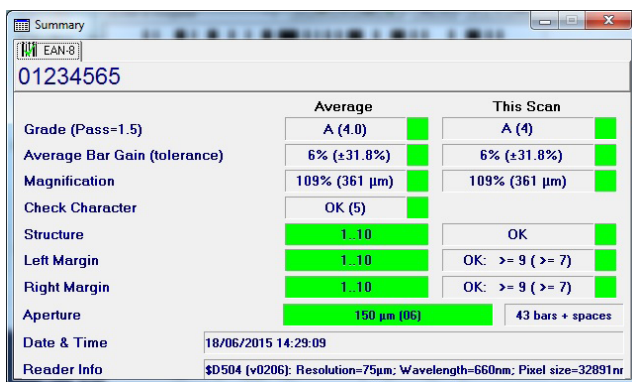 Summary
EAN-8
01234565
Average This Scan
Grade (Pass=1.5) A (4.0) A (4)
Average Bar Gain (tolerance) 6% (±31.8%) 6% (±31.8%)
Magnification 109% (361 µm) 109% (361 µm)
Check Character OK (5)
Structure 1..10 OK
Left Margin 1..10 OK: >= 9 ( >= 7)
Right Margin 1..10 OK: >= 9 ( >= 7)
Aperture 150 µm (06) 43 bars + spaces
Date & Time 18/06/2015 14:29:09
Reader Info $D504 (v0206): Resolution=75µm; Wavelength=660nm; Pixel size=32891nr